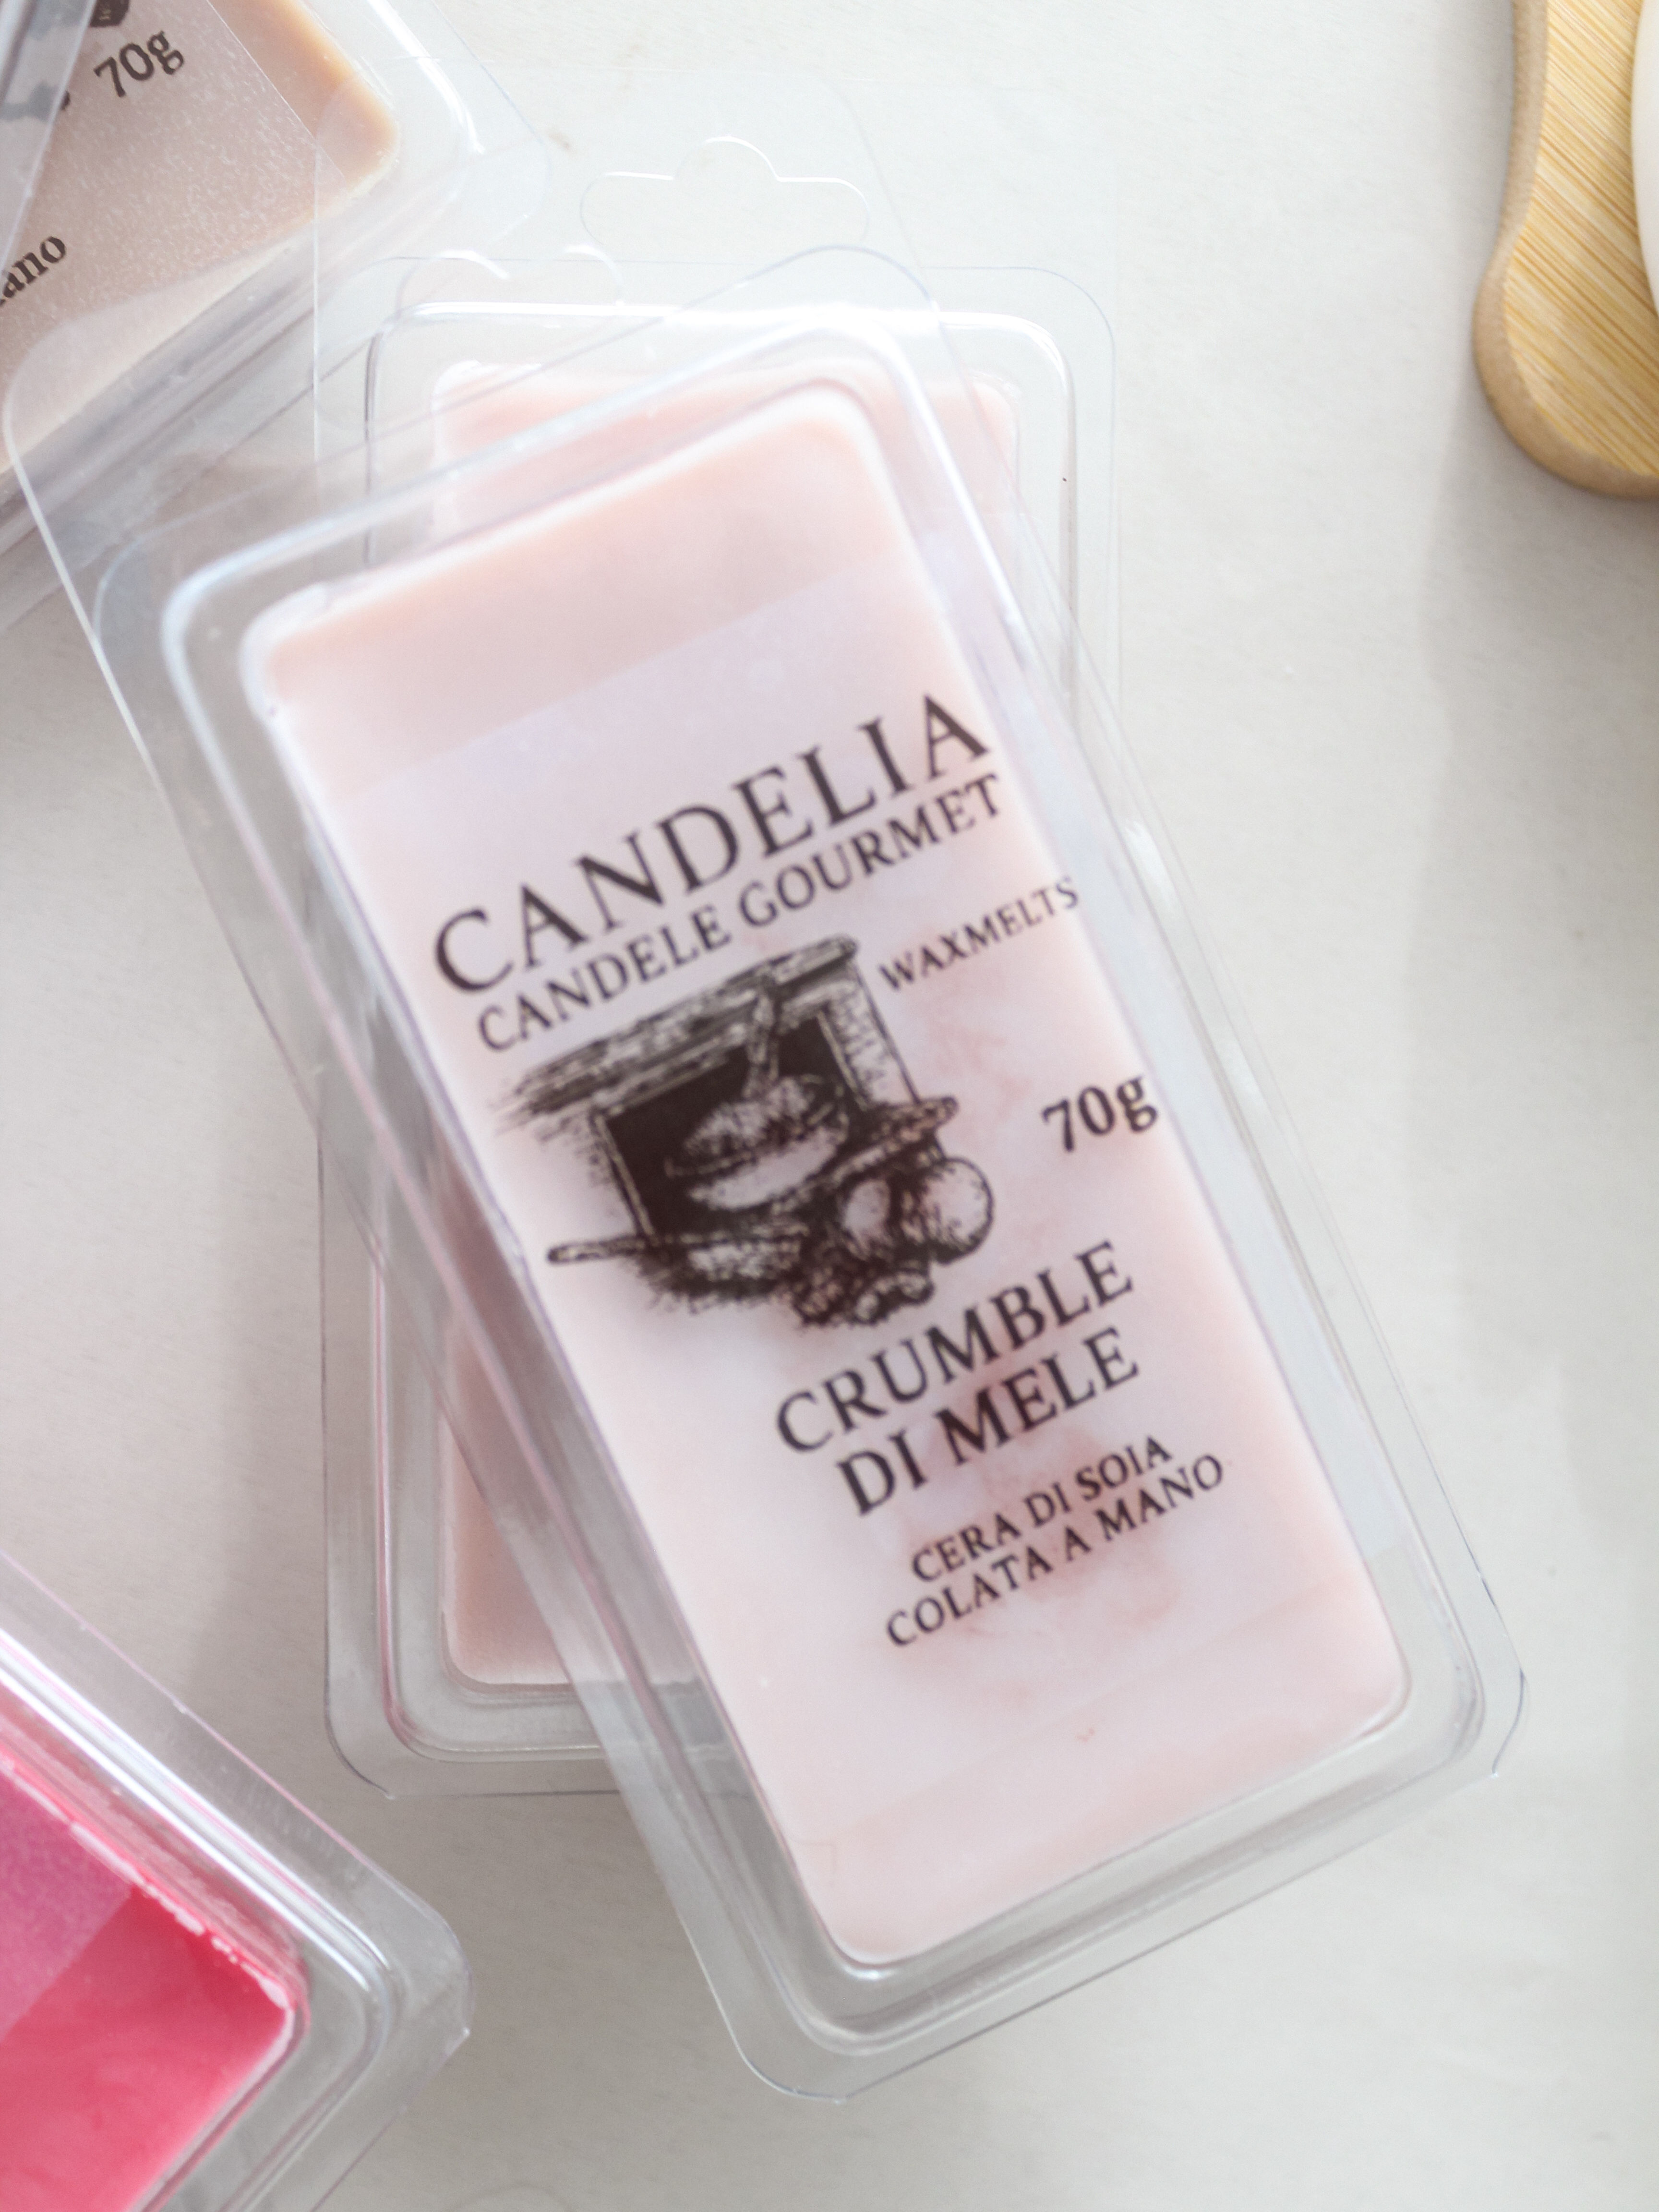 70g
CANDELIA
CANDELE GOURMET
WAXMELTS
70g
CRUMBLE
DI MELE
CERA DI SOIA
COLATA A MANO